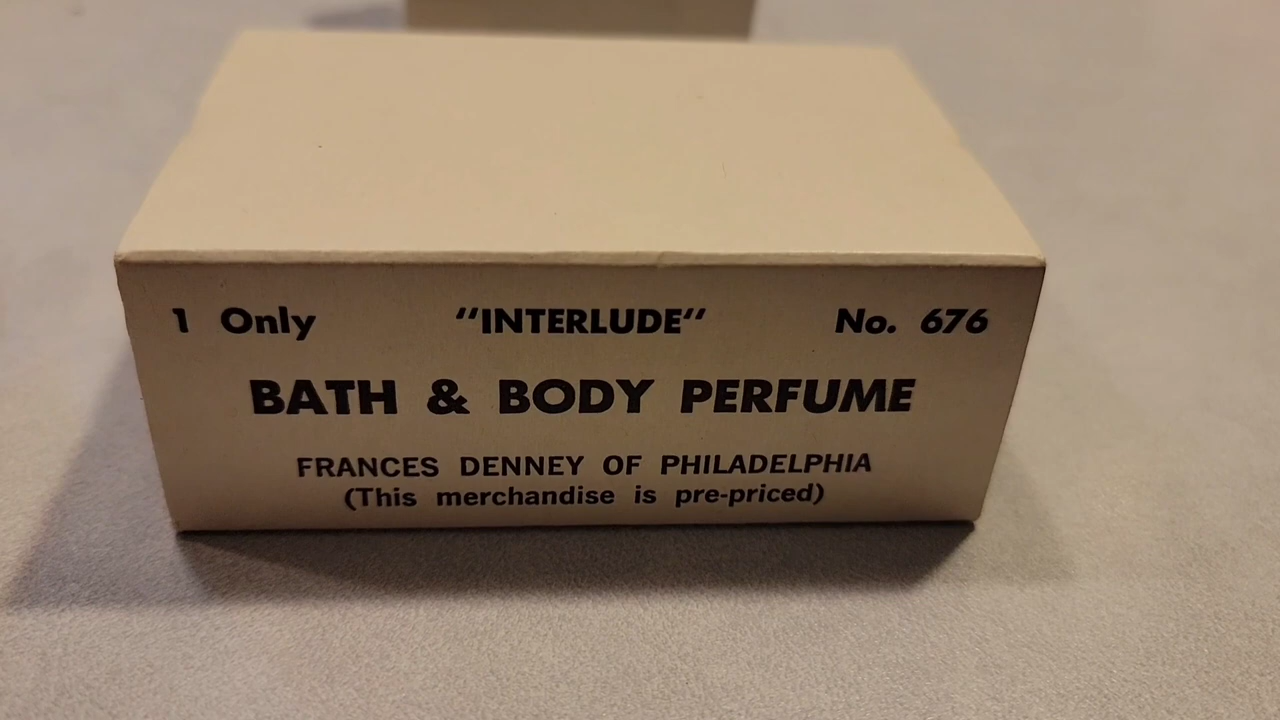 1 Only "INTERLUDE" No. 676
BATH & BODY PERFUME
FRANCES DENNEY OF PHILADELPHIA
(This merchandise is pre-priced)